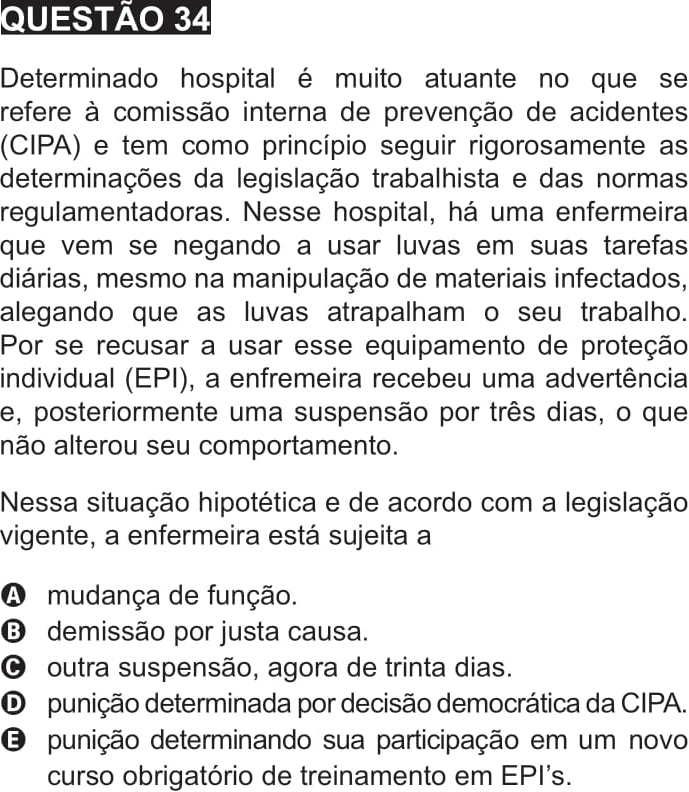 QUESTÃO 34
Determinado hospital é muito atuante no que se
refere à comissão interna de prevenção de acidentes
(CIPA) e tem como princípio seguir rigorosamente as
determinações da legislação trabalhista e das normas
regulamentadoras. Nesse hospital, há uma enfermeira
que vem se negando a usar luvas em suas tarefas
diárias, mesmo na manipulação de materiais infectados,
alegando que as luvas atrapalham o seu trabalho.
Por se recusar a usar esse equipamento de proteção
individual (EPI), a enfremeira recebeu uma advertência
e, posteriormente uma suspensão por três dias, o que
não alterou seu comportamento.
Nessa situação hipotética e de acordo com a legislação
vigente, a enfermeira está sujeita a
A mudança de função.
B demissão por justa causa.
C outra suspensão, agora de trinta dias.
D punição determinada por decisão democrática da CIPA.
E punição determinando sua participação em um novo
curso obrigatório de treinamento em EPI's.